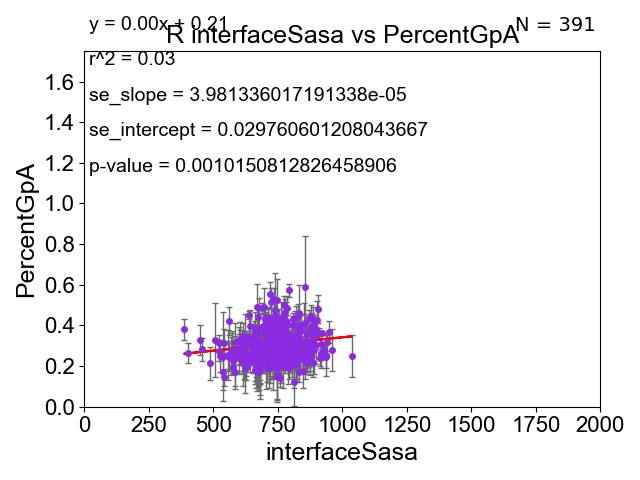 y = 0.00x + 0.21
R interfaceSasa vs PercentGpA
N = 391
r^2 = 0.03
se_slope = 3.981336017191338e-05
se_intercept = 0.029760601208043667
p-value = 0.0010150812826458906
PercentGpA
1.6
1.4
1.2
1.0
0.8
0.6
0.4
0.2
0.0
0 250 500 750 1000 1250 1500 1750 2000
interfaceSasa